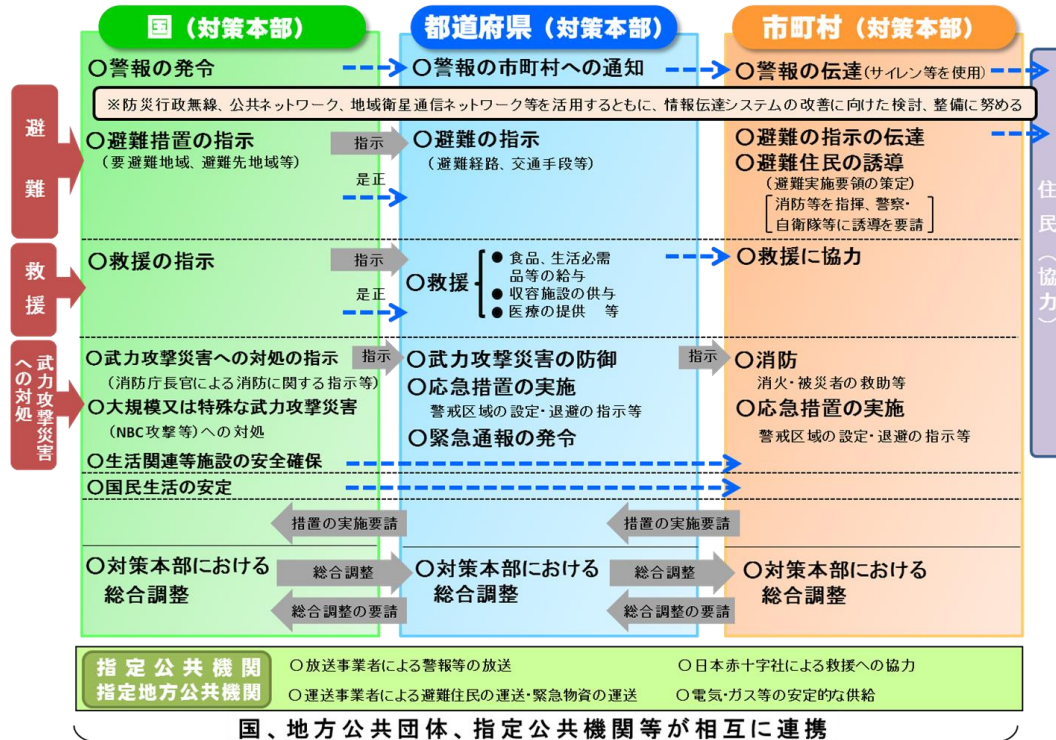 国（対策本部）
都道府県（対策本部）
市町村（対策本部）
〇警報の発令
〇警報の市町村への通知
〇警報の伝達（サイレン等を使用）
※防災行政無線、公共ネットワーク、地域衛星通信ネットワーク等を活用するともに、情報伝達システムの改善に向けた検討、整備に努める
避難
〇避難措置の指示
（要避難地域、避難先地域等）
指示
是正
〇避難の指示
（避難経路、交通手段等）
〇避難の指示の伝達
〇避難住民の誘導
（避難実施要領の策定）
消防等を指揮、警察・
自衛隊等に誘導を要請
住民（協力）
救援
〇救援の指示
指示
是正
〇救援
● 食品、生活必需
品等の給与
● 収容施設の供与
● 医療の提供　等
〇救援に協力
武力攻撃災害
への対処
〇武力攻撃災害への対処の指示
（消防庁長官による消防に関する指示等）
〇大規模又は特殊な武力攻撃災害
（NBC攻撃等）への対処
指示
〇武力攻撃災害の防御
〇応急措置の実施
警戒区域の設定・退避の指示等
〇緊急通報の発令
指示
〇消防
消火・被災者の救助等
〇応急措置の実施
警戒区域の設定・退避の指示等
〇生活関連等施設の安全確保
〇国民生活の安定
措置の実施要請
措置の実施要請
〇対策本部における
総合調整
総合調整
総合調整の要請
〇対策本部における
総合調整
総合調整
総合調整の要請
〇対策本部における
総合調整
指定公共機関
指定地方公共機関
〇放送事業者による警報等の放送
〇日本赤十字社による救援への協力
〇運送事業者による避難住民の運送・緊急物資の運送
〇電気・ガス等の安定的な供給
国、地方公共団体、指定公共機関等が相互に連携